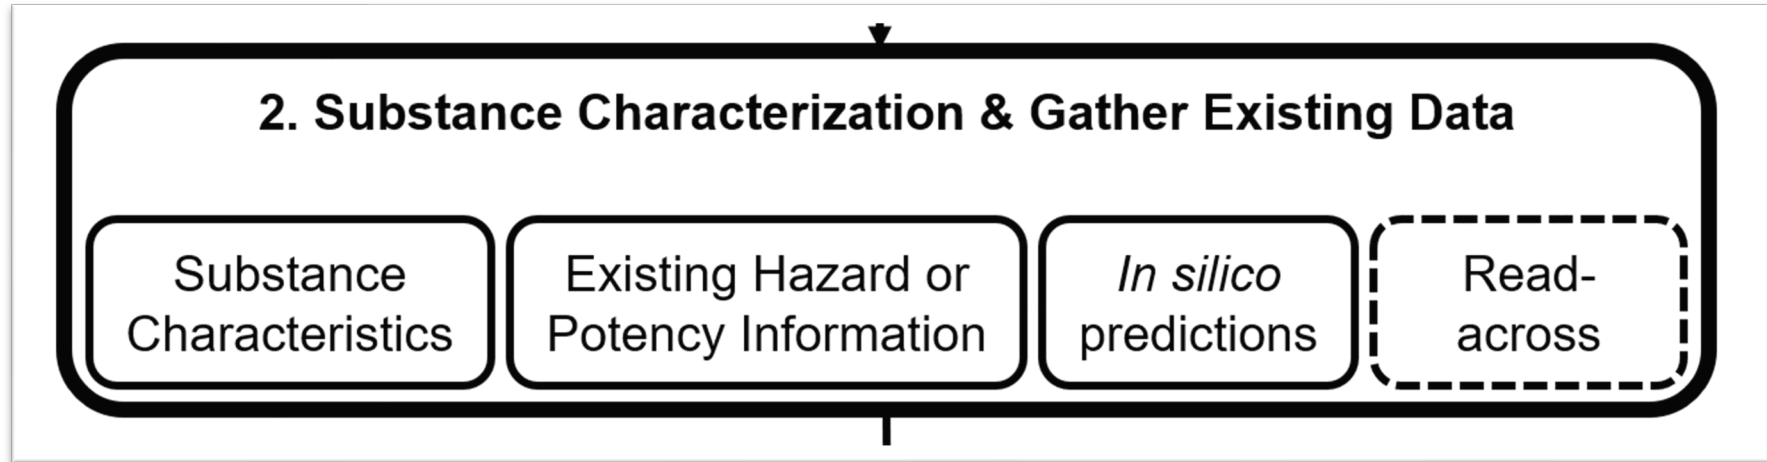 2. Substance Characterization & Gather Existing Data
Substance
Characteristics
Existing Hazard or
Potency Information
In silico
predictions
Read-
across